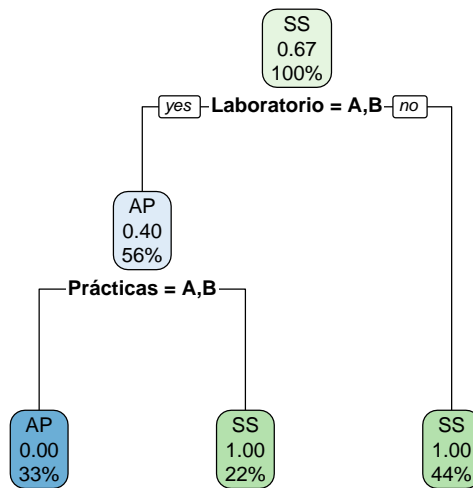 SS
0.67
100%
yes Laboratorio = A,B no
AP
0.40
56%
Prácticas = A,B
AP
0.00
33%
SS
1.00
22%
SS
1.00
44%